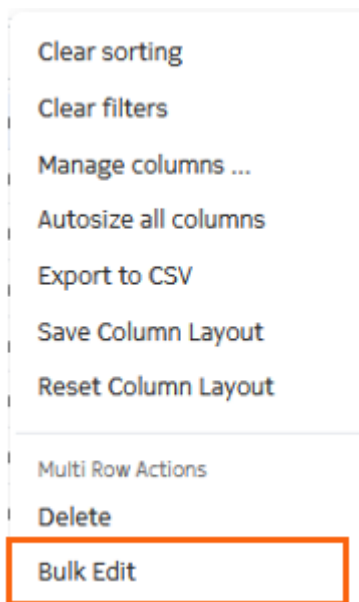 Clear sorting
Clear filters
Manage columns ...
Autosize all columns
Export to CSV
Save Column Layout
Reset Column Layout
Multi Row Actions
Delete
Bulk Edit